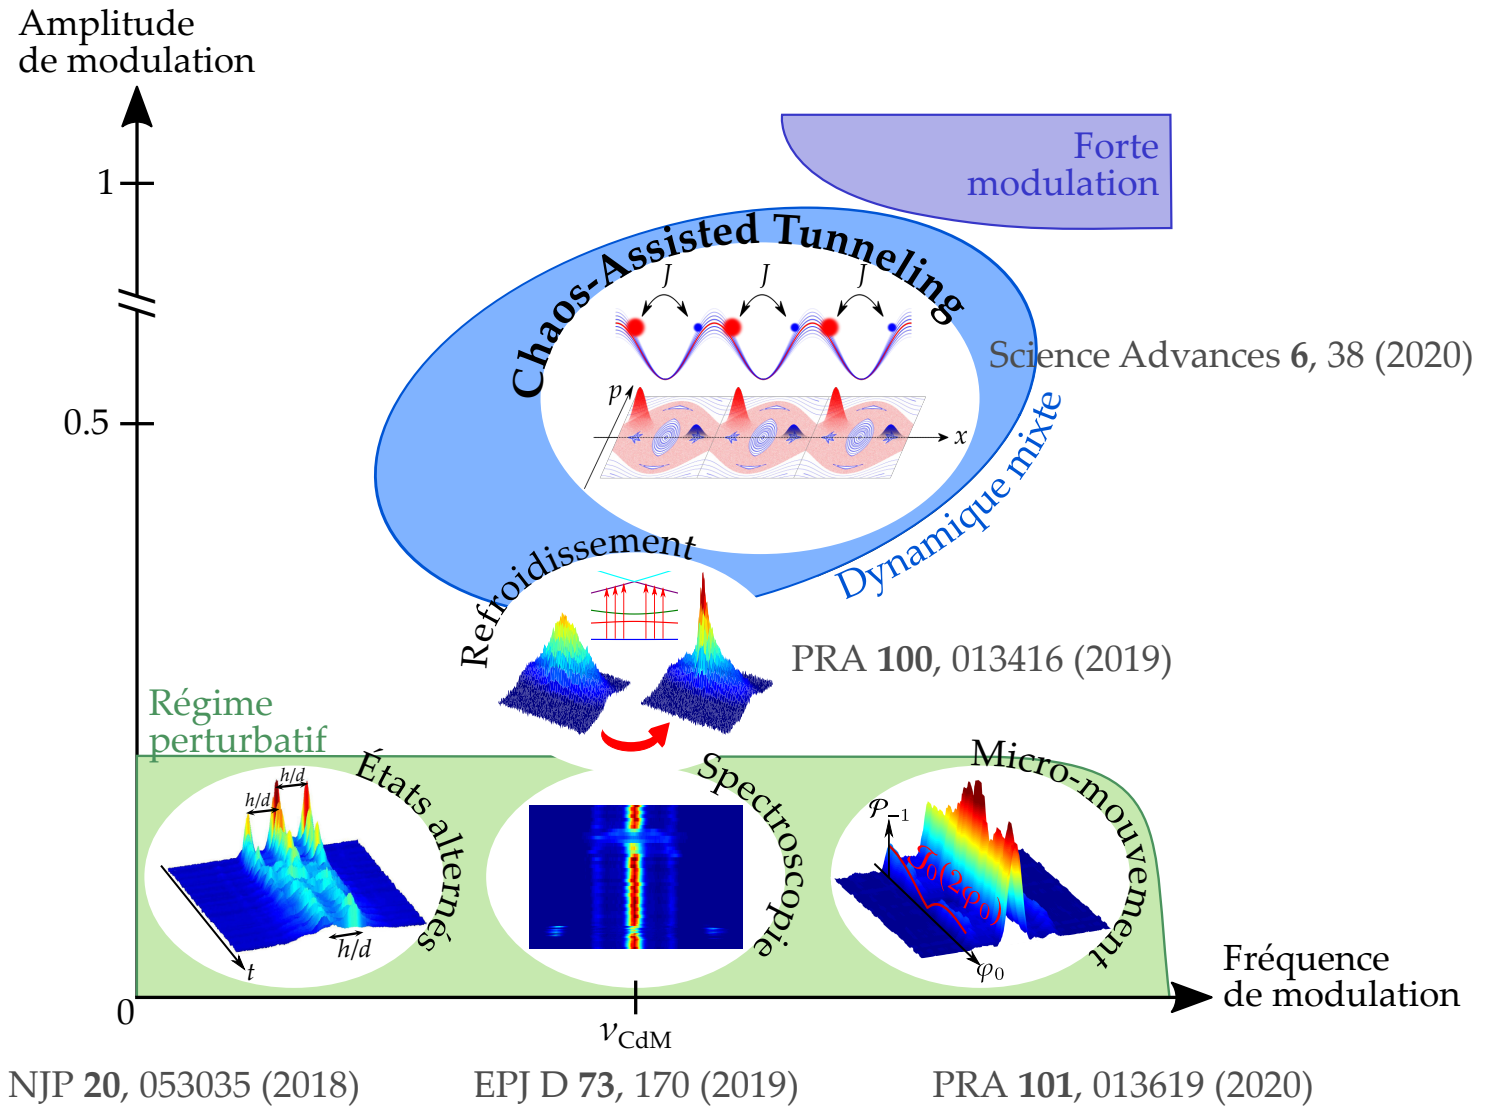 Amplitude
de modulation
1
0.5
0
Forte
modulation
Chaos-Assisted Tunneling
J J J
p
x
Science Advances 6, 38 (2020)
Dynamique mixte
Refroidissement
PRA 100, 013416 (2019)
Régime
perturbatif
États alternés
h/d
h/d
h/d
t
Spectroscopie
Micro-mouvement
𝒫₋₁
𝒥₀(2φ₀)
φ₀
Fréquence
de modulation
ν_CdM
NJP 20, 053035 (2018)
EPJ D 73, 170 (2019)
PRA 101, 013619 (2020)